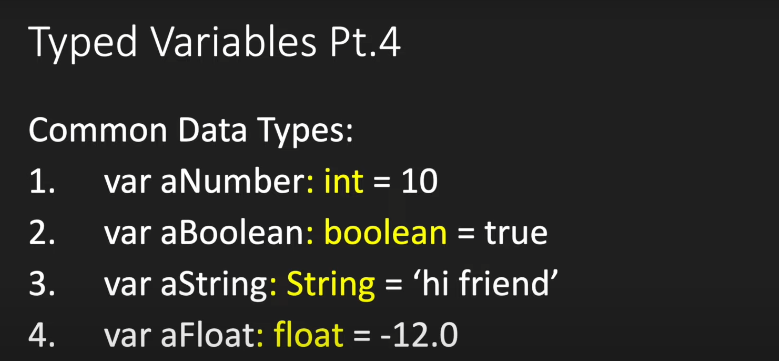 Typed Variables Pt.4
Common Data Types:
1. var aNumber: int = 10
2. var aBoolean: boolean = true
3. var aString: String = ‘hi friend’
4. var aFloat: float = -12.0